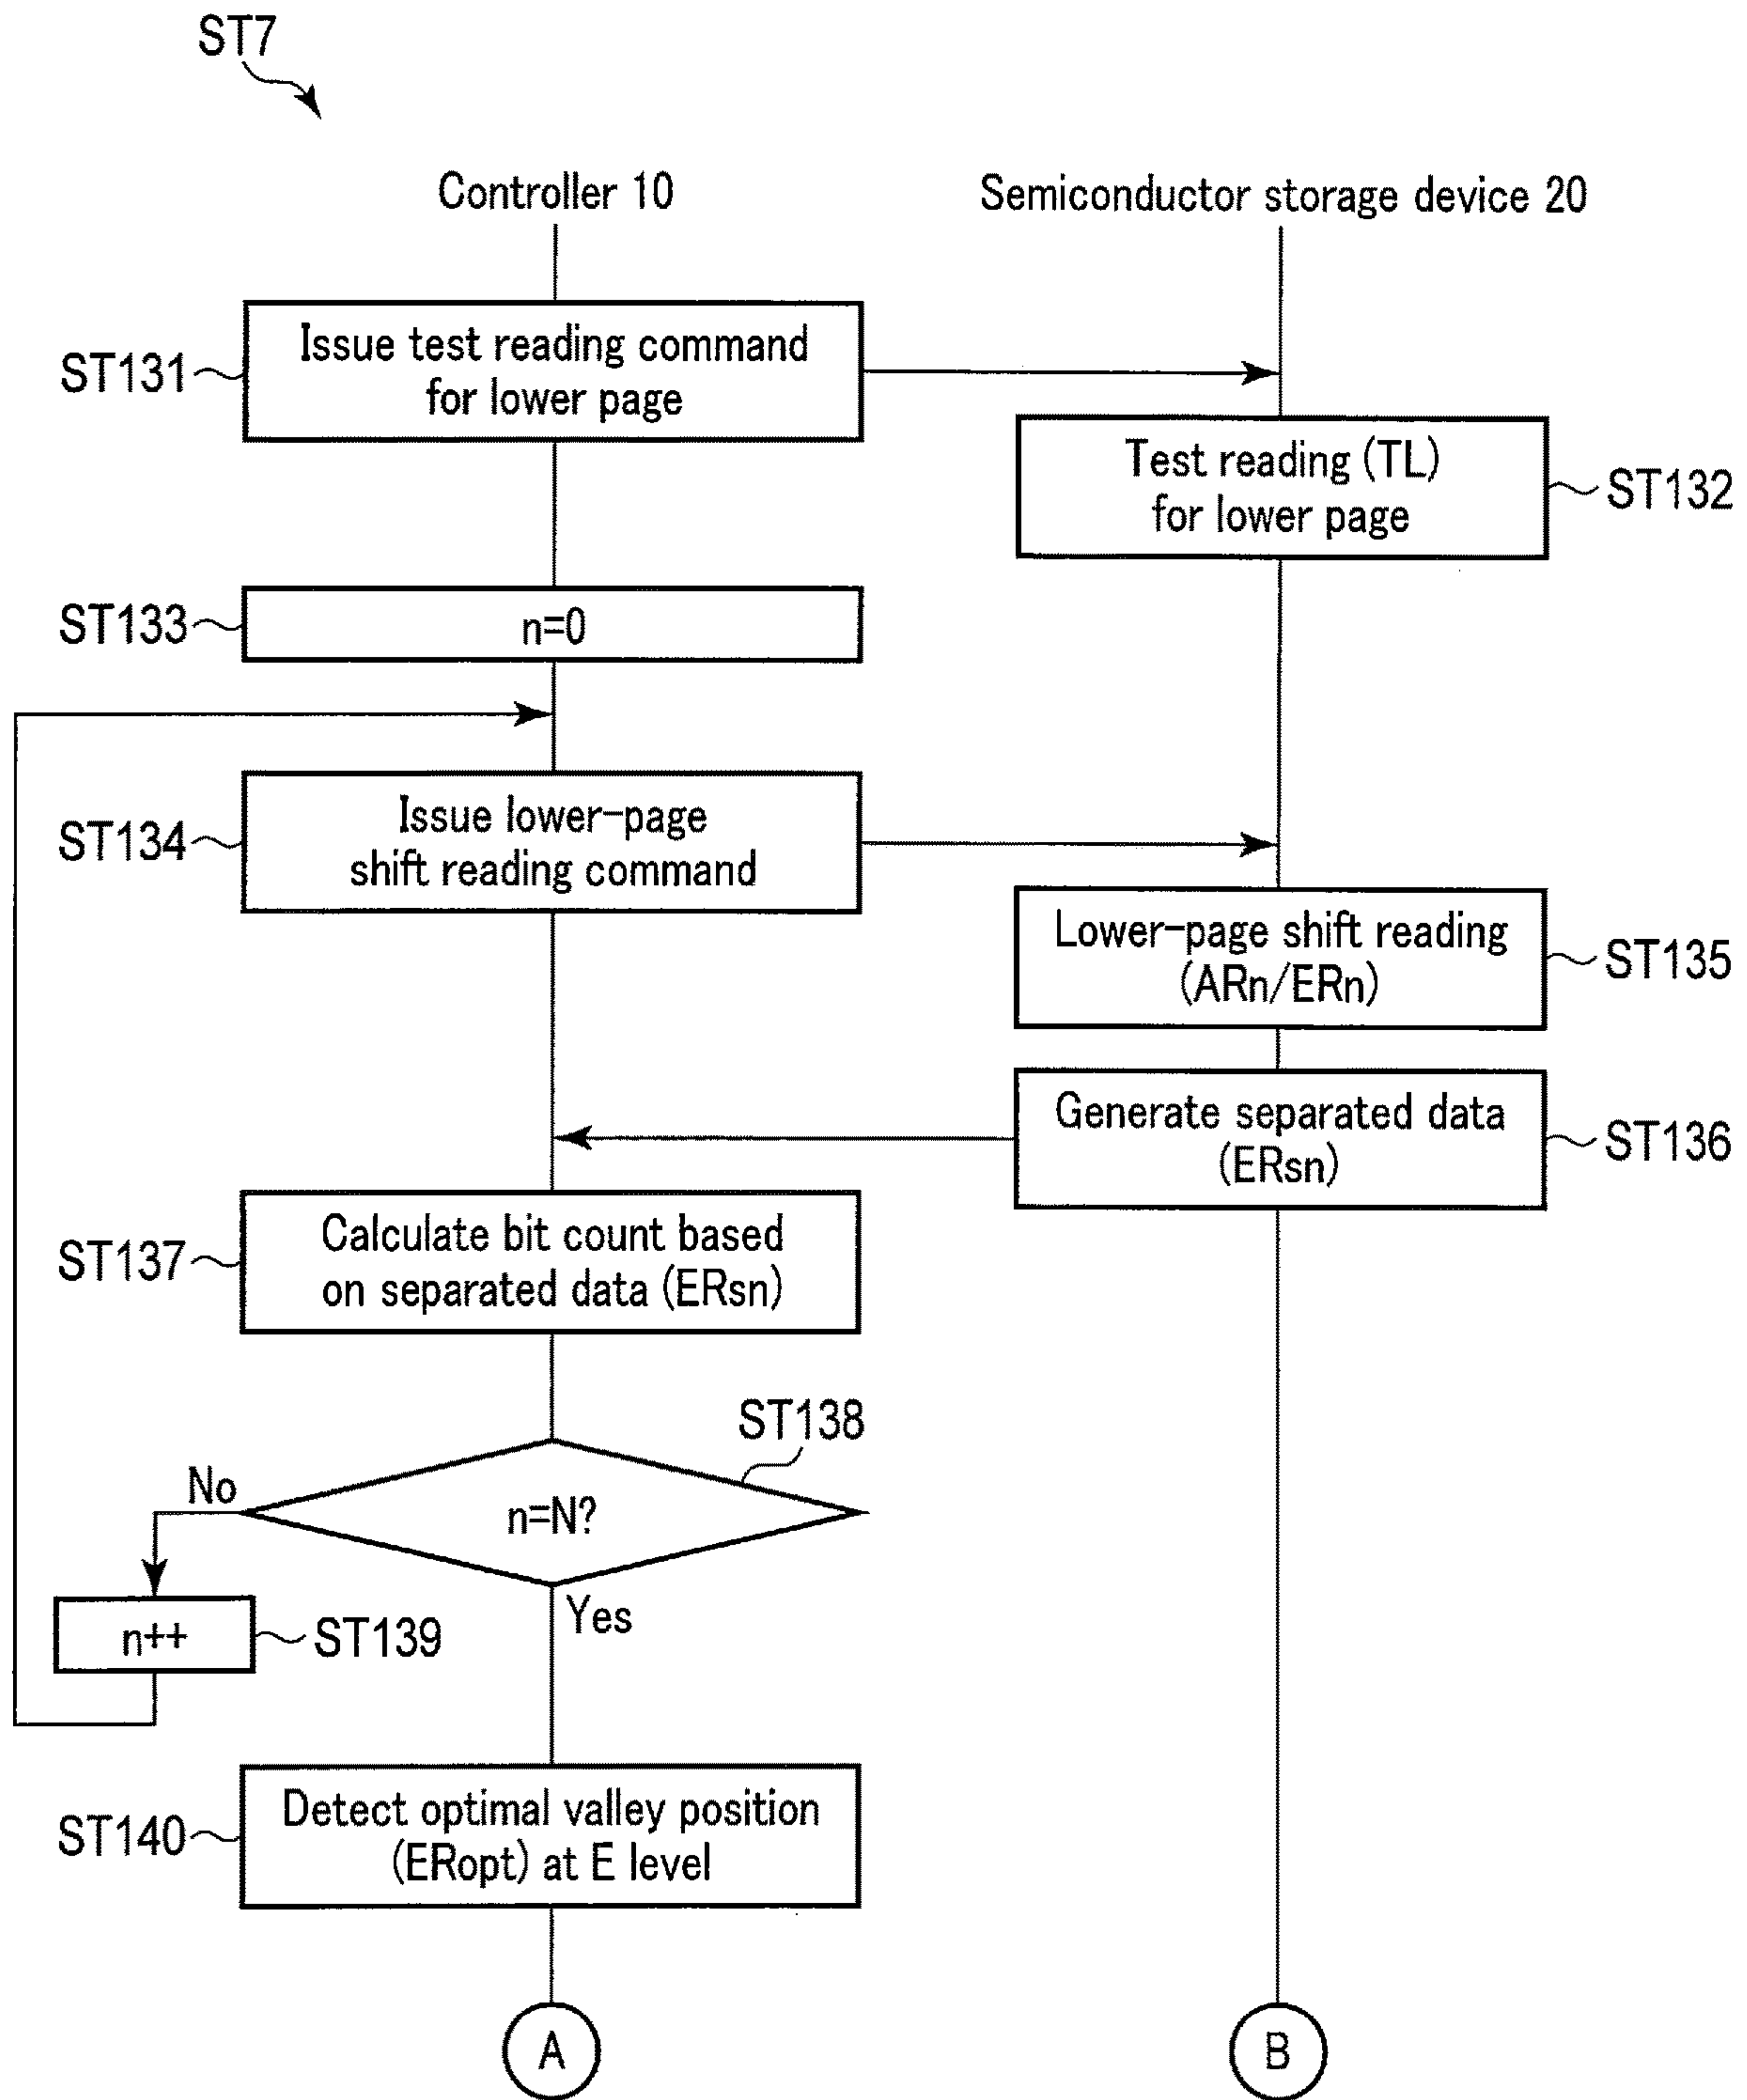 ST7
Controller 10
Semiconductor storage device 20
ST131
Issue test reading command
for lower page
Test reading (TL)
for lower page
ST132
ST133
n=0
ST134
Issue lower-page
shift reading command
Lower-page shift reading
(ARn/ERn)
ST135
Generate separated data
(ERsn)
ST136
ST137
Calculate bit count based
on separated data (ERsn)
ST138
No
n=N?
Yes
n++
ST139
ST140
Detect optimal valley position
(ERopt) at E level
A
B